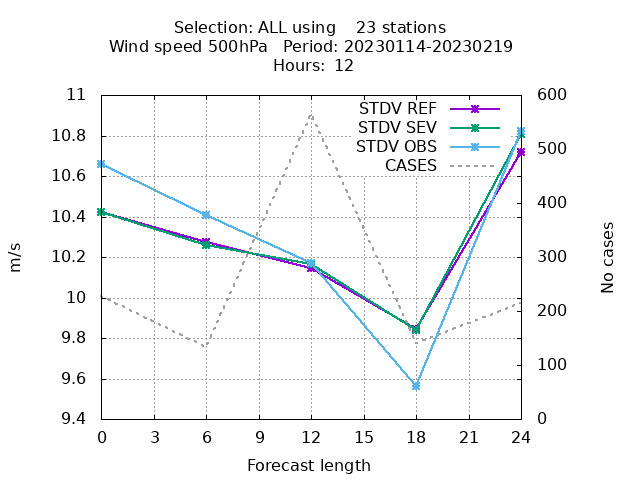 Selection: ALL using    23 stations
Wind speed 500hPa   Period: 20230114-20230219
Hours: 12
STDV REF
STDV SEV
STDV OBS
CASES
11
10.8
10.6
10.4
10.2
10
9.8
9.6
9.4
m/s
600
500
400
300
200
100
0
No cases
0 3 6 9 12 15 18 21 24
Forecast length